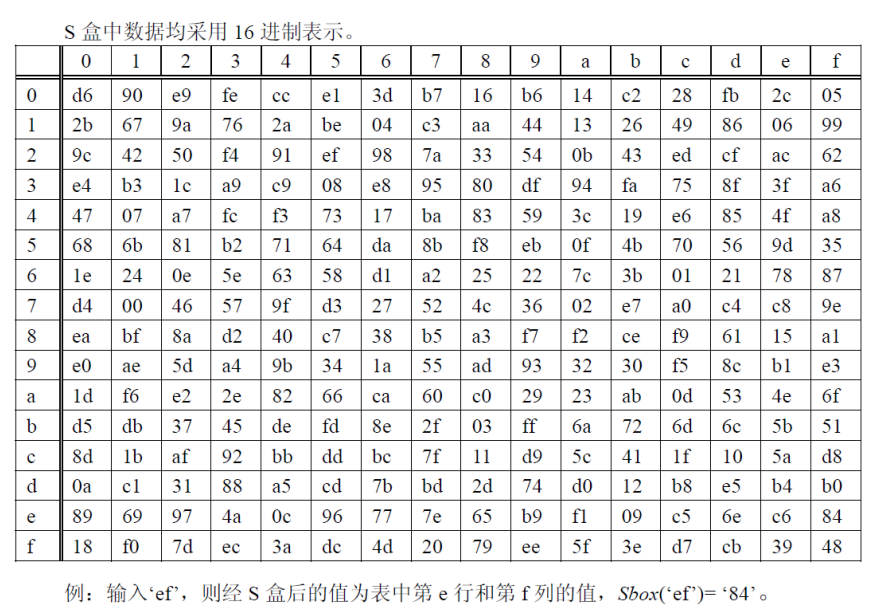 S 盒中数据均采用 16 进制表示。
0 1 2 3 4 5 6 7 8 9 a b c d e f
0 d6 90 e9 fe cc e1 3d b7 16 b6 14 c2 28 fb 2c 05
1 2b 67 9a 76 2a be 04 c3 aa 44 13 26 49 86 06 99
2 9c 42 50 f4 91 ef 98 7a 33 54 0b 43 ed cf ac 62
3 e4 b3 1c a9 c9 08 e8 95 80 df 94 fa 75 8f 3f a6
4 47 07 a7 fc f3 73 17 ba 83 59 3c 19 e6 85 4f a8
5 68 6b 81 b2 71 64 da 8b f8 eb 0f 4b 70 56 9d 35
6 1e 24 0e 5e 63 58 d1 a2 25 22 7c 3b 01 21 78 87
7 d4 00 46 57 9f d3 27 52 4c 36 02 e7 a0 c4 c8 9e
8 ea bf 8a d2 40 c7 38 b5 a3 f7 f2 ce f9 61 15 a1
9 e0 ae 5d a4 9b 34 1a 55 ad 93 32 30 f5 8c b1 e3
a 1d f6 e2 2e 82 66 ca 60 c0 29 23 ab 0d 53 4e 6f
b d5 db 37 45 de fd 8e 2f 03 ff 6a 72 6d 6c 5b 51
c 8d 1b af 92 bb dd bc 7f 11 d9 5c 41 1f 10 5a d8
d 0a c1 31 88 a5 cd 7b bd 2d 74 d0 12 b8 e5 b4 b0
e 89 69 97 4a 0c 96 77 7e 65 b9 f1 09 c5 6e c6 84
f 18 f0 7d ec 3a dc 4d 20 79 ee 5f 3e d7 cb 39 48
例：输入‘ef’，则经 S 盒后的值为表中第 e 行和第 f 列的值，Sbox(‘ef’)= ‘84’。